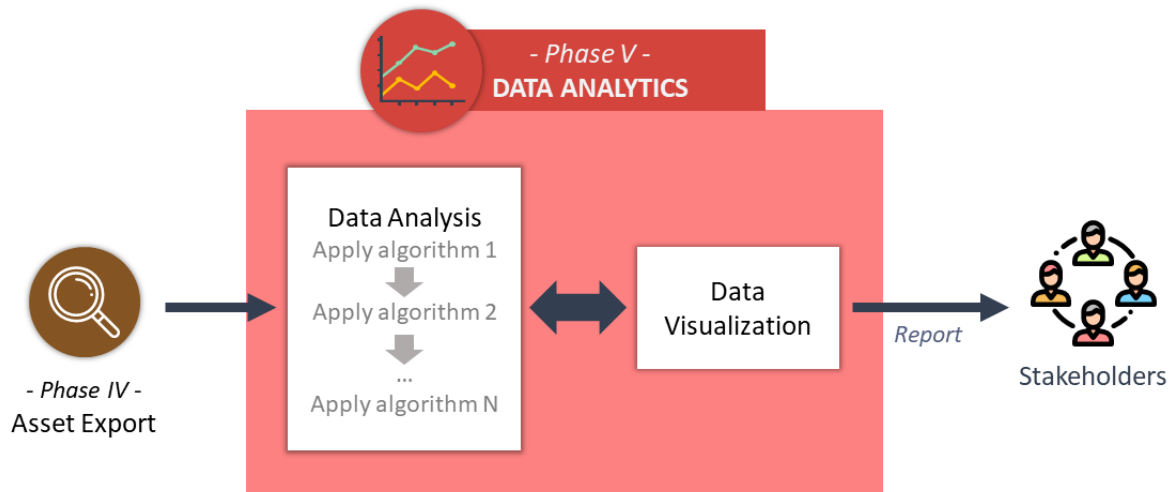 - Phase V -
DATA ANALYTICS
- Phase IV -
Asset Export
Data Analysis
Apply algorithm 1
Apply algorithm 2
...
Apply algorithm N
Data
Visualization
Report
Stakeholders